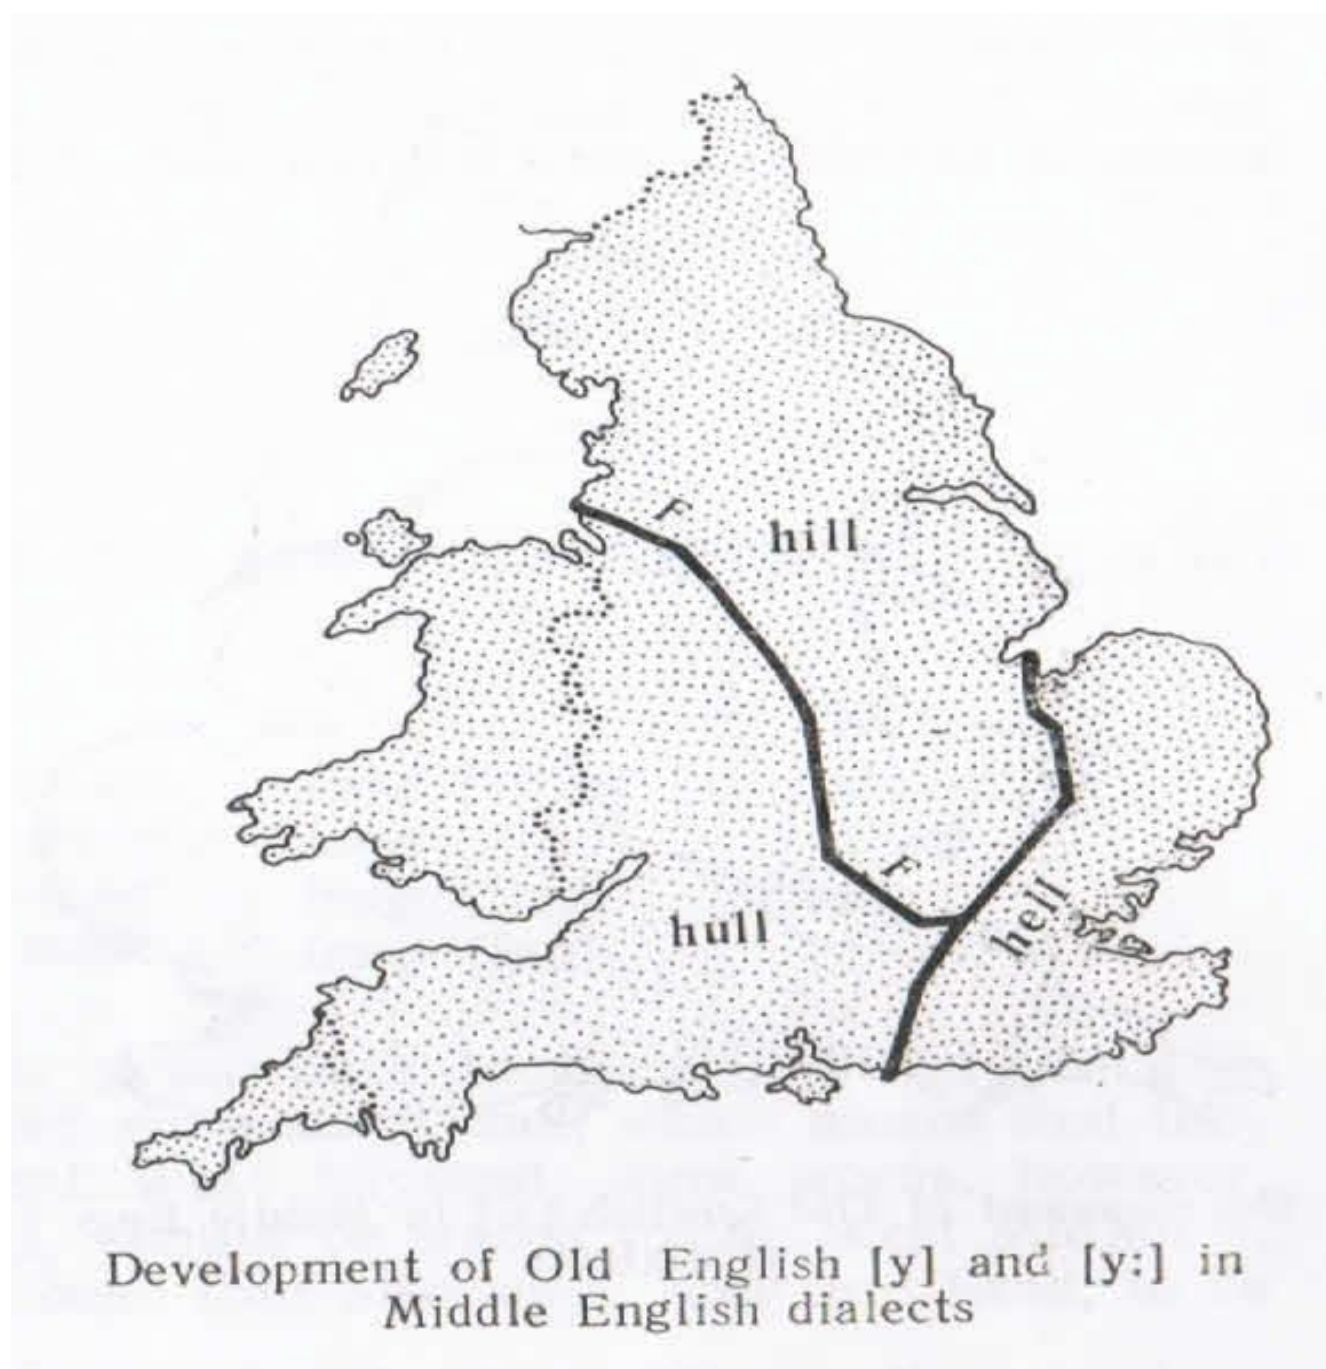 F
hill
F
hell
hull
Development of Old English [y] and [y:] in
Middle English dialects